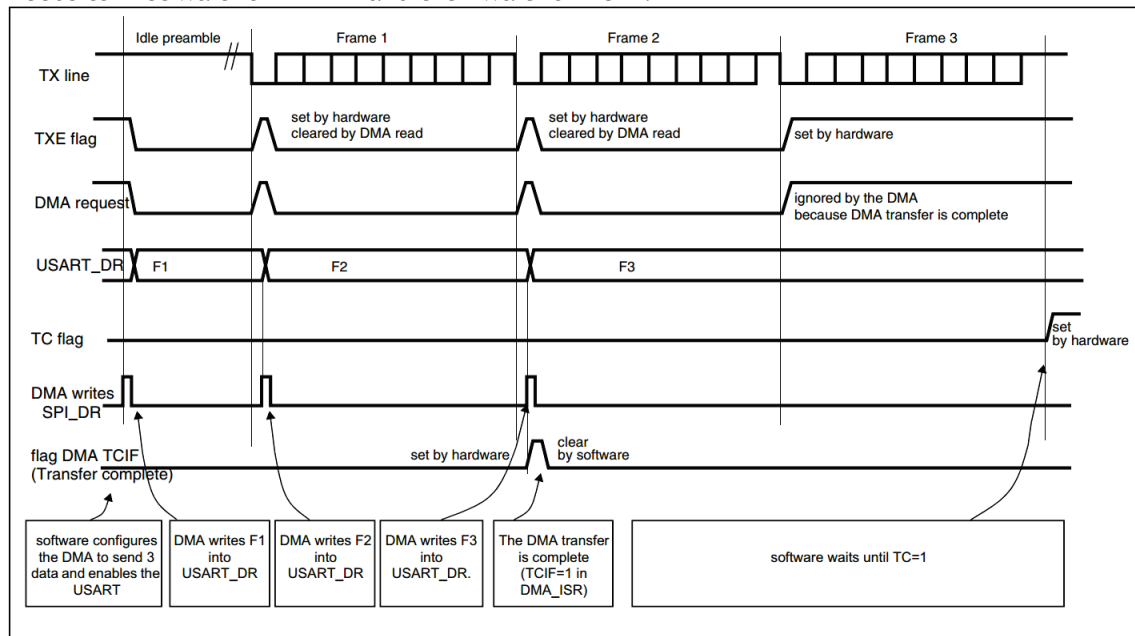 Idle preamble
Frame 1
Frame 2
Frame 3
TX line
TXE flag
set by hardware
cleared by DMA read
set by hardware
cleared by DMA read
set by hardware
DMA request
ignored by the DMA
because DMA transfer is complete
USART_DR
F1
F2
F3
TC flag
set
by hardware
DMA writes
SPI_DR
flag DMA TCIF
(Transfer complete)
set by hardware
clear
by software
software configures
the DMA to send 3
data and enables the
USART
DMA writes F1
into
USART_DR
DMA writes F2
into
USART_DR
DMA writes F3
into
USART_DR.
The DMA transfer
is complete
(TCIF=1 in
DMA_ISR)
software waits until TC=1